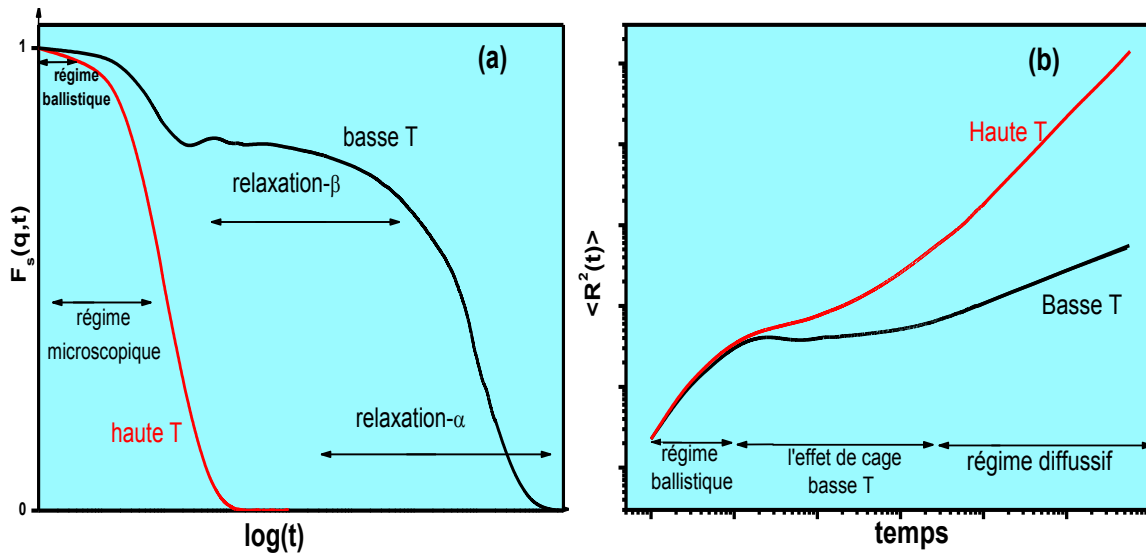 (a)
1
régime
ballistique
basse T
relaxation-β
F_s(q,t)
régime
microscopique
haute T
relaxation-α
0
log(t)
(b)
Haute T
<R²(t)>
Basse T
régime
ballistique
l'effet de cage
basse T
régime diffussif
temps